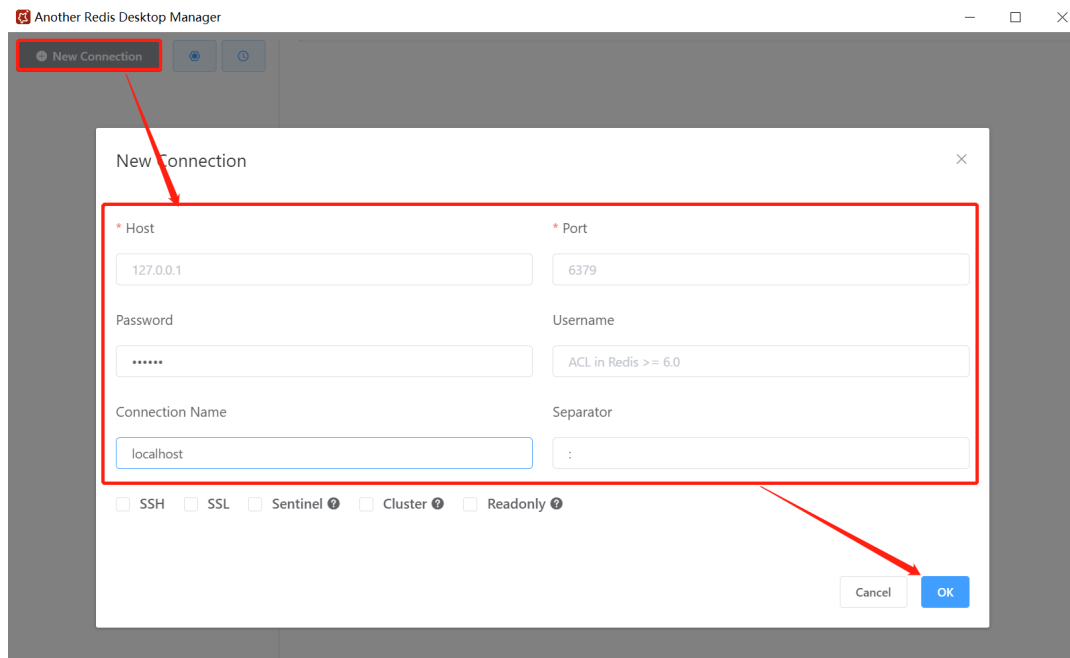 Another Redis Desktop Manager
New Connection
New Connection
* Host
* Port
127.0.0.1
6379
Password
Username
••••••
ACL in Redis >= 6.0
Connection Name
Separator
localhost
:
SSH SSL Sentinel ? Cluster ? Readonly ?
Cancel OK